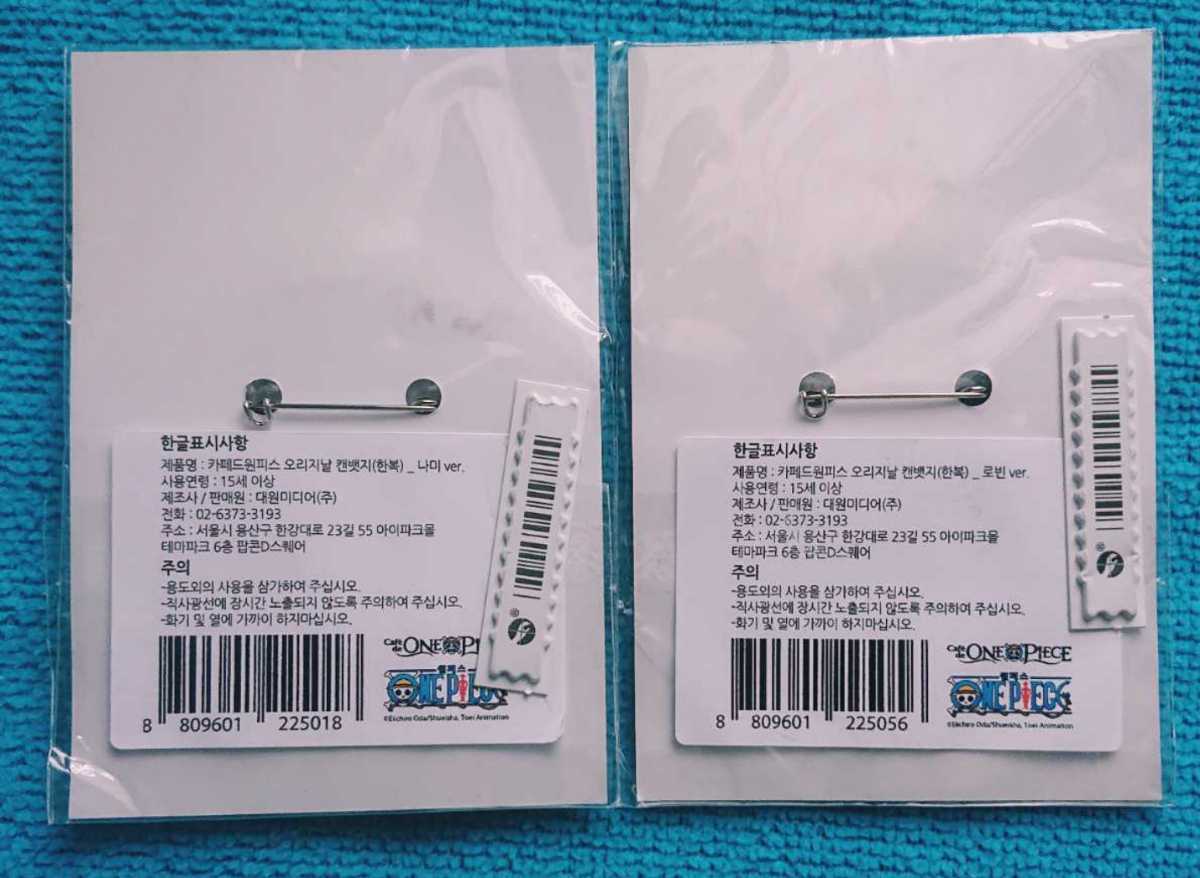 한글표시사항
제품명 : 카페드원피스 오리지날 캔뱃지(한복) _ 나미 ver.
사용연령 : 15세 이상
제조사 / 판매원 : 대원미디어(주)
전화 : 02-6373-3193
주소 : 서울시 용산구 한강대로 23길 55 아이파크몰
테마파크 6층 팝콘D스퀘어
주의
-용도외의 사용을 삼가하여 주십시오.
-직사광선에 장시간 노출되지 않도록 주의하여 주십시오.
-화기 및 열에 가까이 하지마십시오.
Café de ONE PI
원피스
ONE PIECE
©Eiichiro Oda/Shueisha, Toei Animation
8 809601 225018
한글표시사항
제품명 : 카페드원피스 오리지날 캔뱃지(한복) _ 로빈 ver.
사용연령 : 15세 이상
제조사 / 판매원 : 대원미디어(주)
전화 : 02-6373-3193
주소 : 서울시 용산구 한강대로 23길 55 아이파크몰
테마파크 6층 팝콘D스퀘어
주의
-용도외의 사용을 삼가하여 주십시오.
-직사광선에 장시간 노출되지 않도록 주의하여 주십시오.
-화기 및 열에 가까이 하지마십시오.
Café de ONE PIECE
원피스
ONE PIECE
©Eiichiro Oda/Shueisha, Toei Animation
8 809601 225056